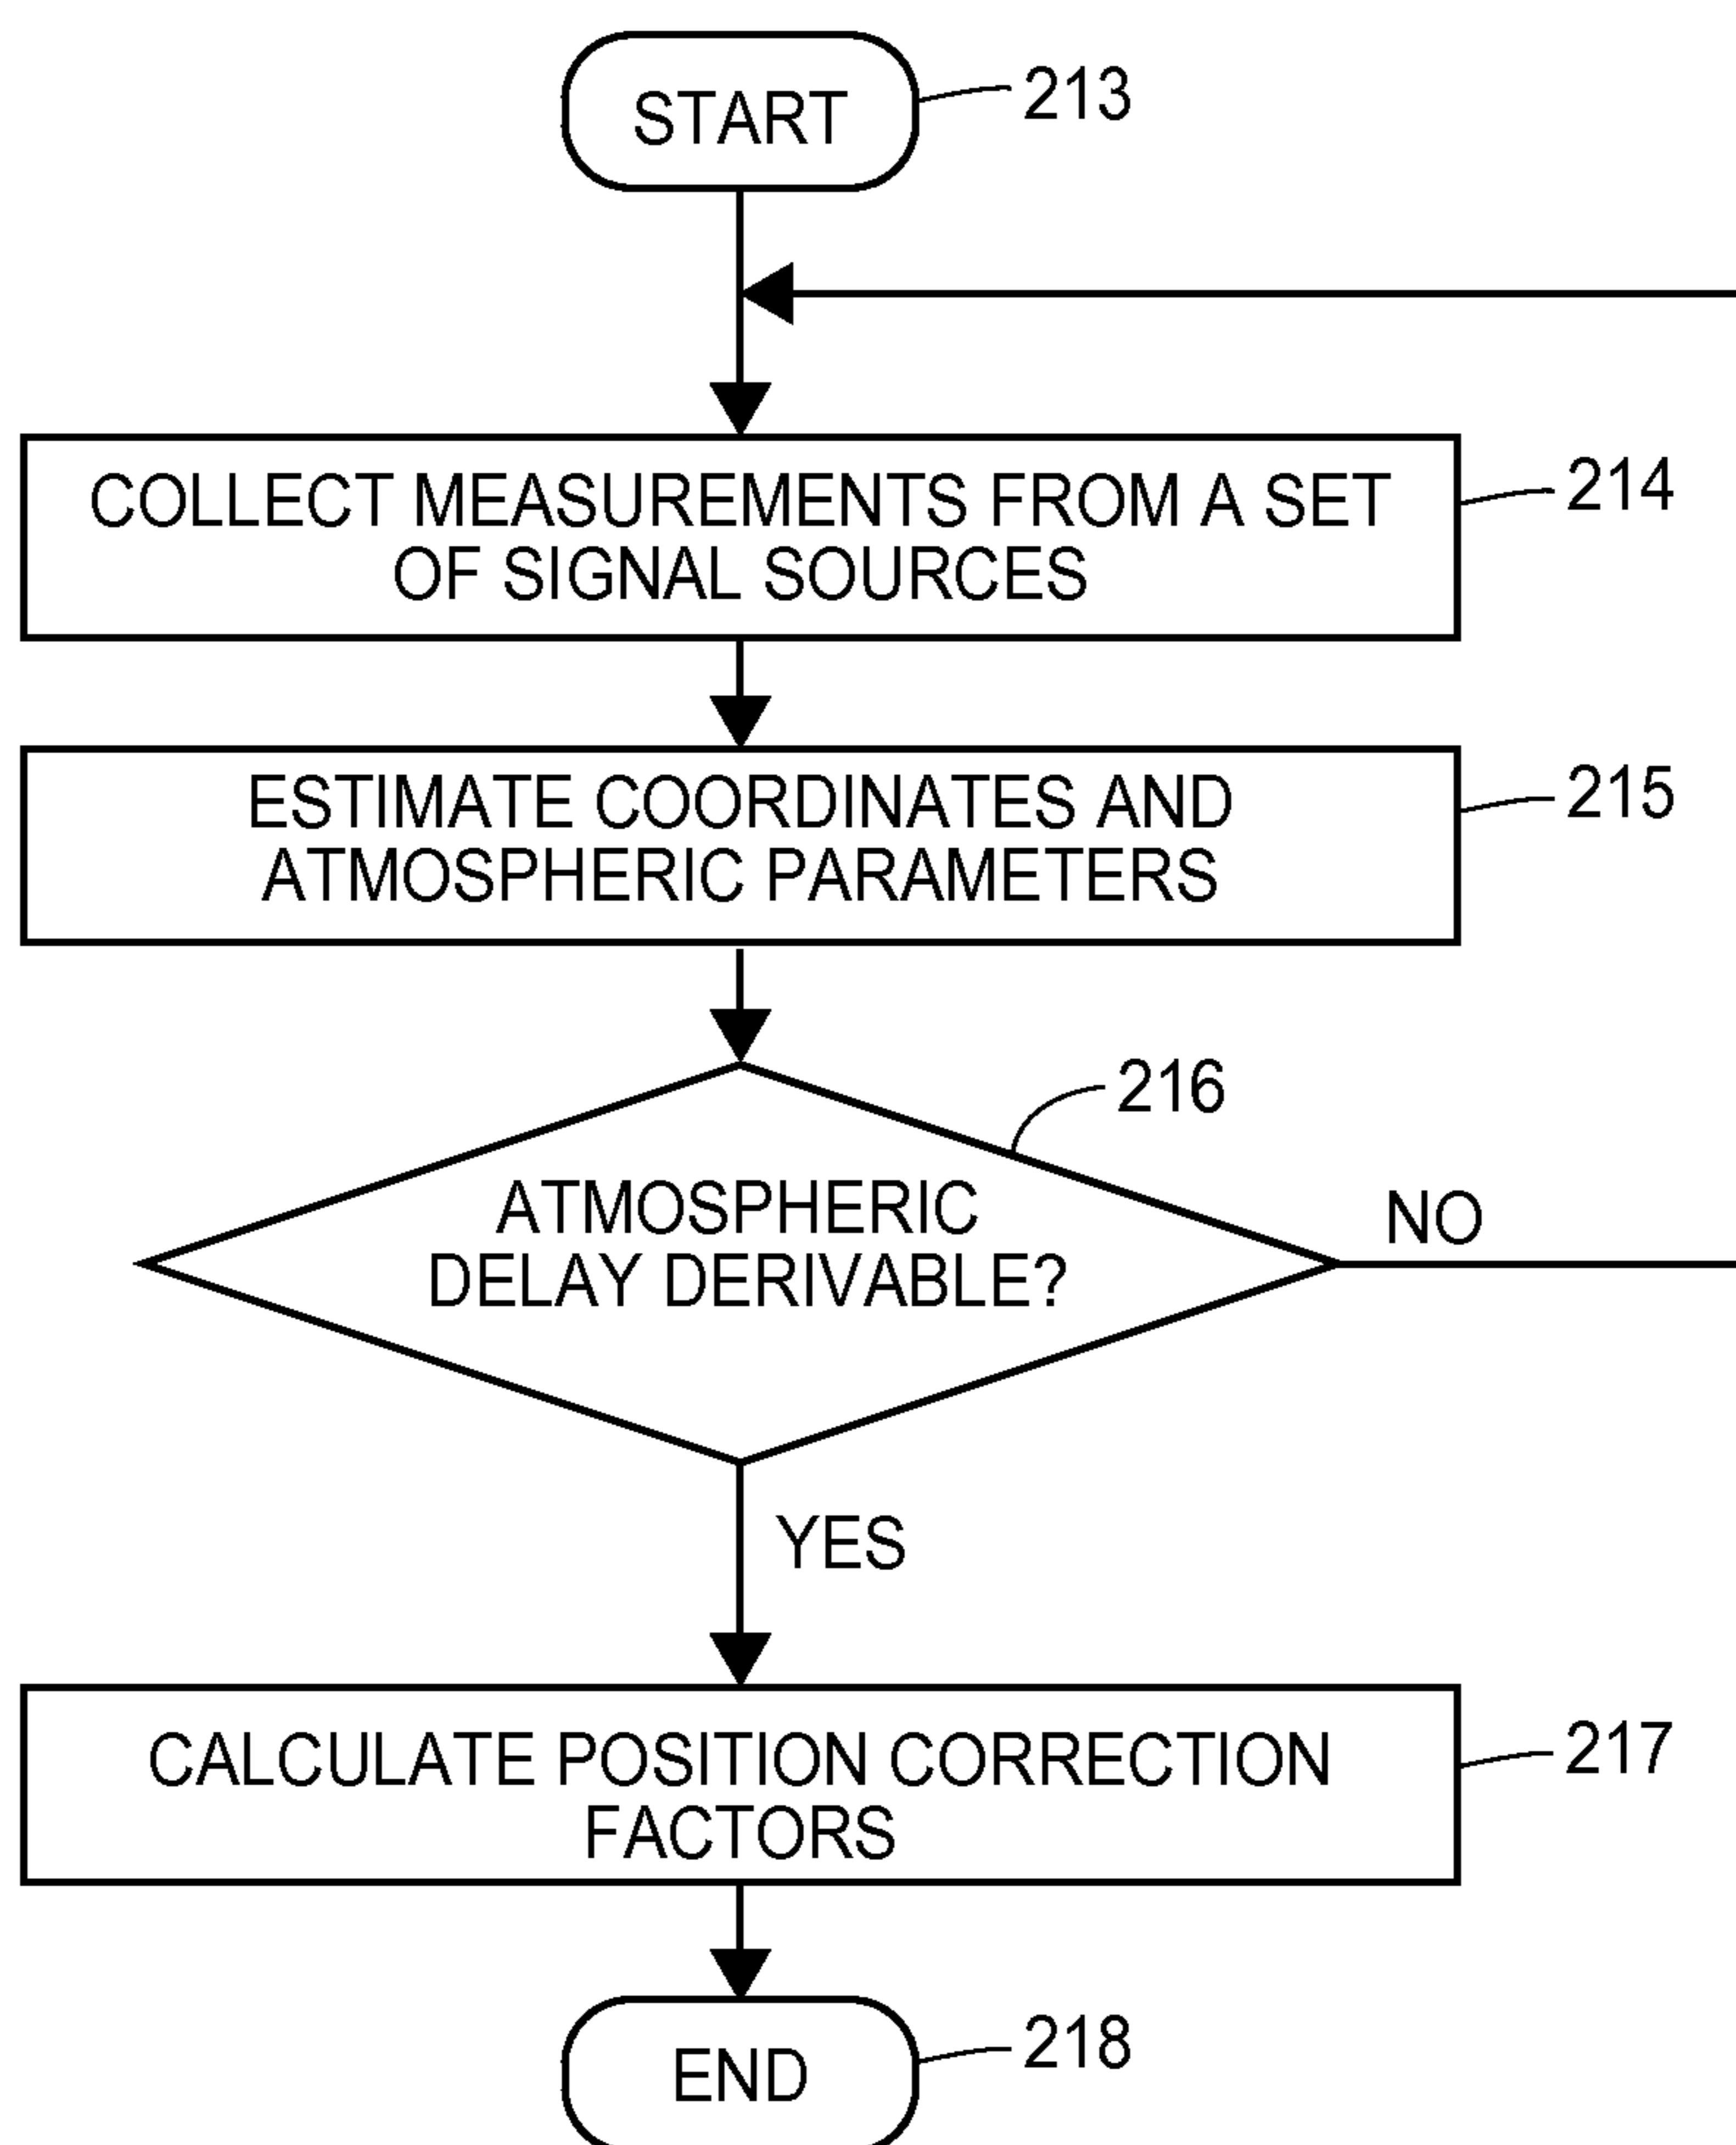 START
213
COLLECT MEASUREMENTS FROM A SET
OF SIGNAL SOURCES
214
ESTIMATE COORDINATES AND
ATMOSPHERIC PARAMETERS
215
216
ATMOSPHERIC
DELAY DERIVABLE?
NO
YES
CALCULATE POSITION CORRECTION
FACTORS
217
END
218